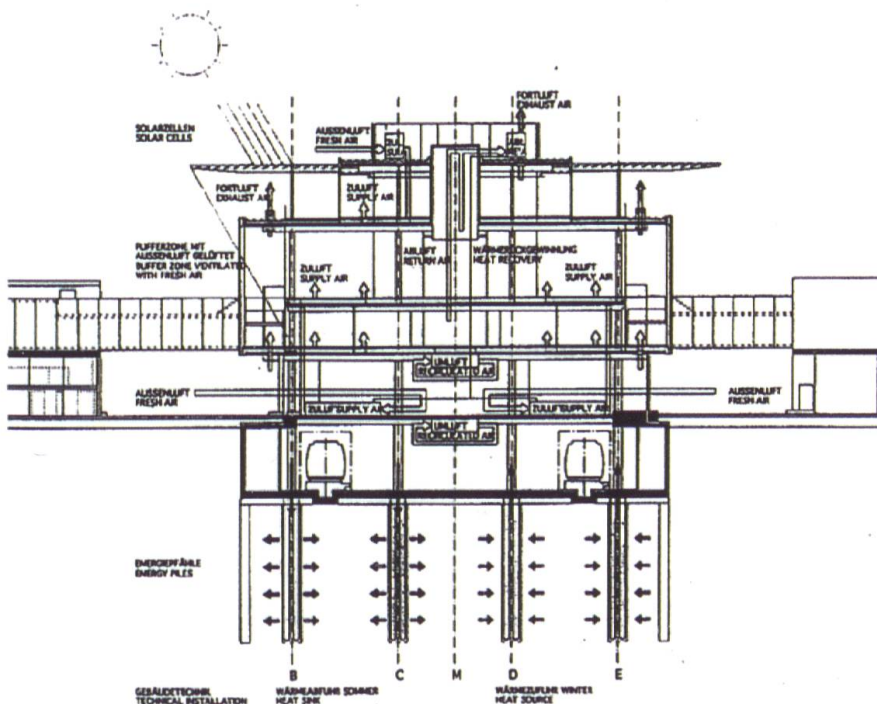 FORTLUFT
EXHAUST AIR
SOLARZELLEN
SOLAR CELLS
AUSSENLUFT
FRESH AIR
FORTLUFT
EXHAUST AIR
ZULUFT
SUPPLY AIR
PUFFERZONE MIT
AUSSENLUFT GELÜFTET
BUFFER ZONE VENTILATED
WITH FRESH AIR
ZULUFT
SUPPLY AIR
ABLUFT
RETURN AIR
WÄRMERÜCKGEWINNUNG
HEAT RECOVERY
ZULUFT
SUPPLY AIR
UMLUFT
RECIRCULATED AIR
AUSSENLUFT
FRESH AIR
ZULUFT SUPPLY AIR
ZULUFT SUPPLY AIR
AUSSENLUFT
FRESH AIR
UMLUFT
RECIRCULATED AIR
ENERGIEPFÄHLE
ENERGY PILES
B C M D E
GEBÄUDETECHNIK
TECHNICAL INSTALLATION
WÄRMEABFUHR SOMMER
HEAT SINK
WÄRMEZUFUHR WINTER
HEAT SOURCE